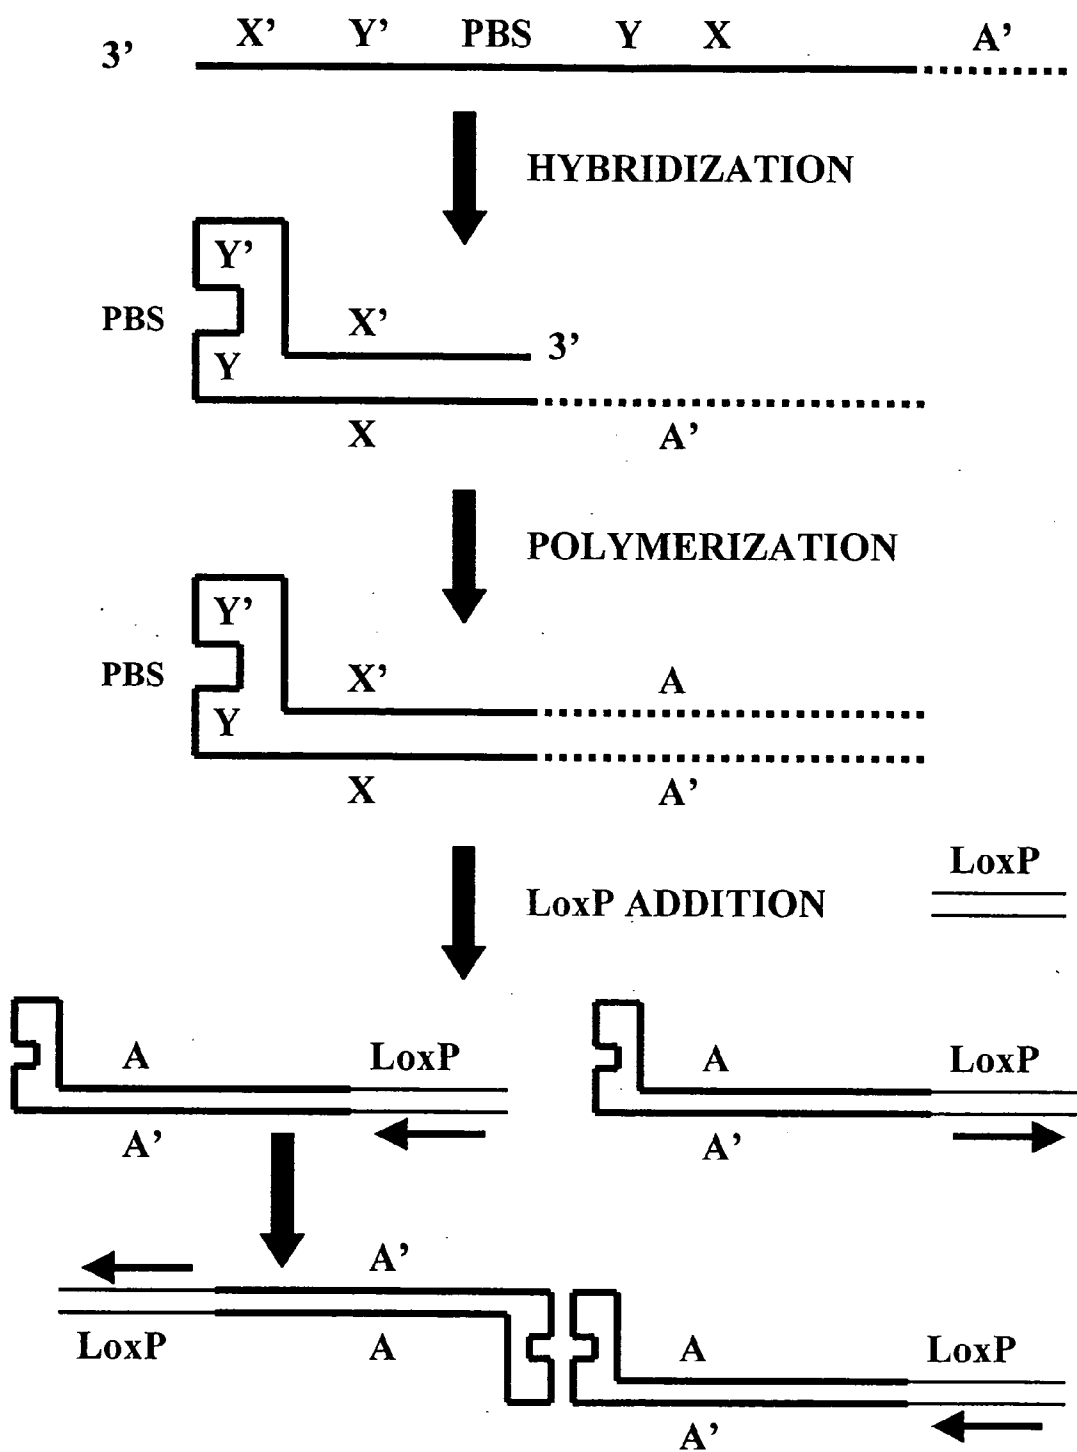 3' X' Y' PBS Y X A'
HYBRIDIZATION
Y'
PBS X' 3'
Y
X A'
POLYMERIZATION
Y'
PBS X' A
Y
X A'
LoxP
LoxP ADDITION
A LoxP A LoxP
A' A'
A'
LoxP A A LoxP
A'